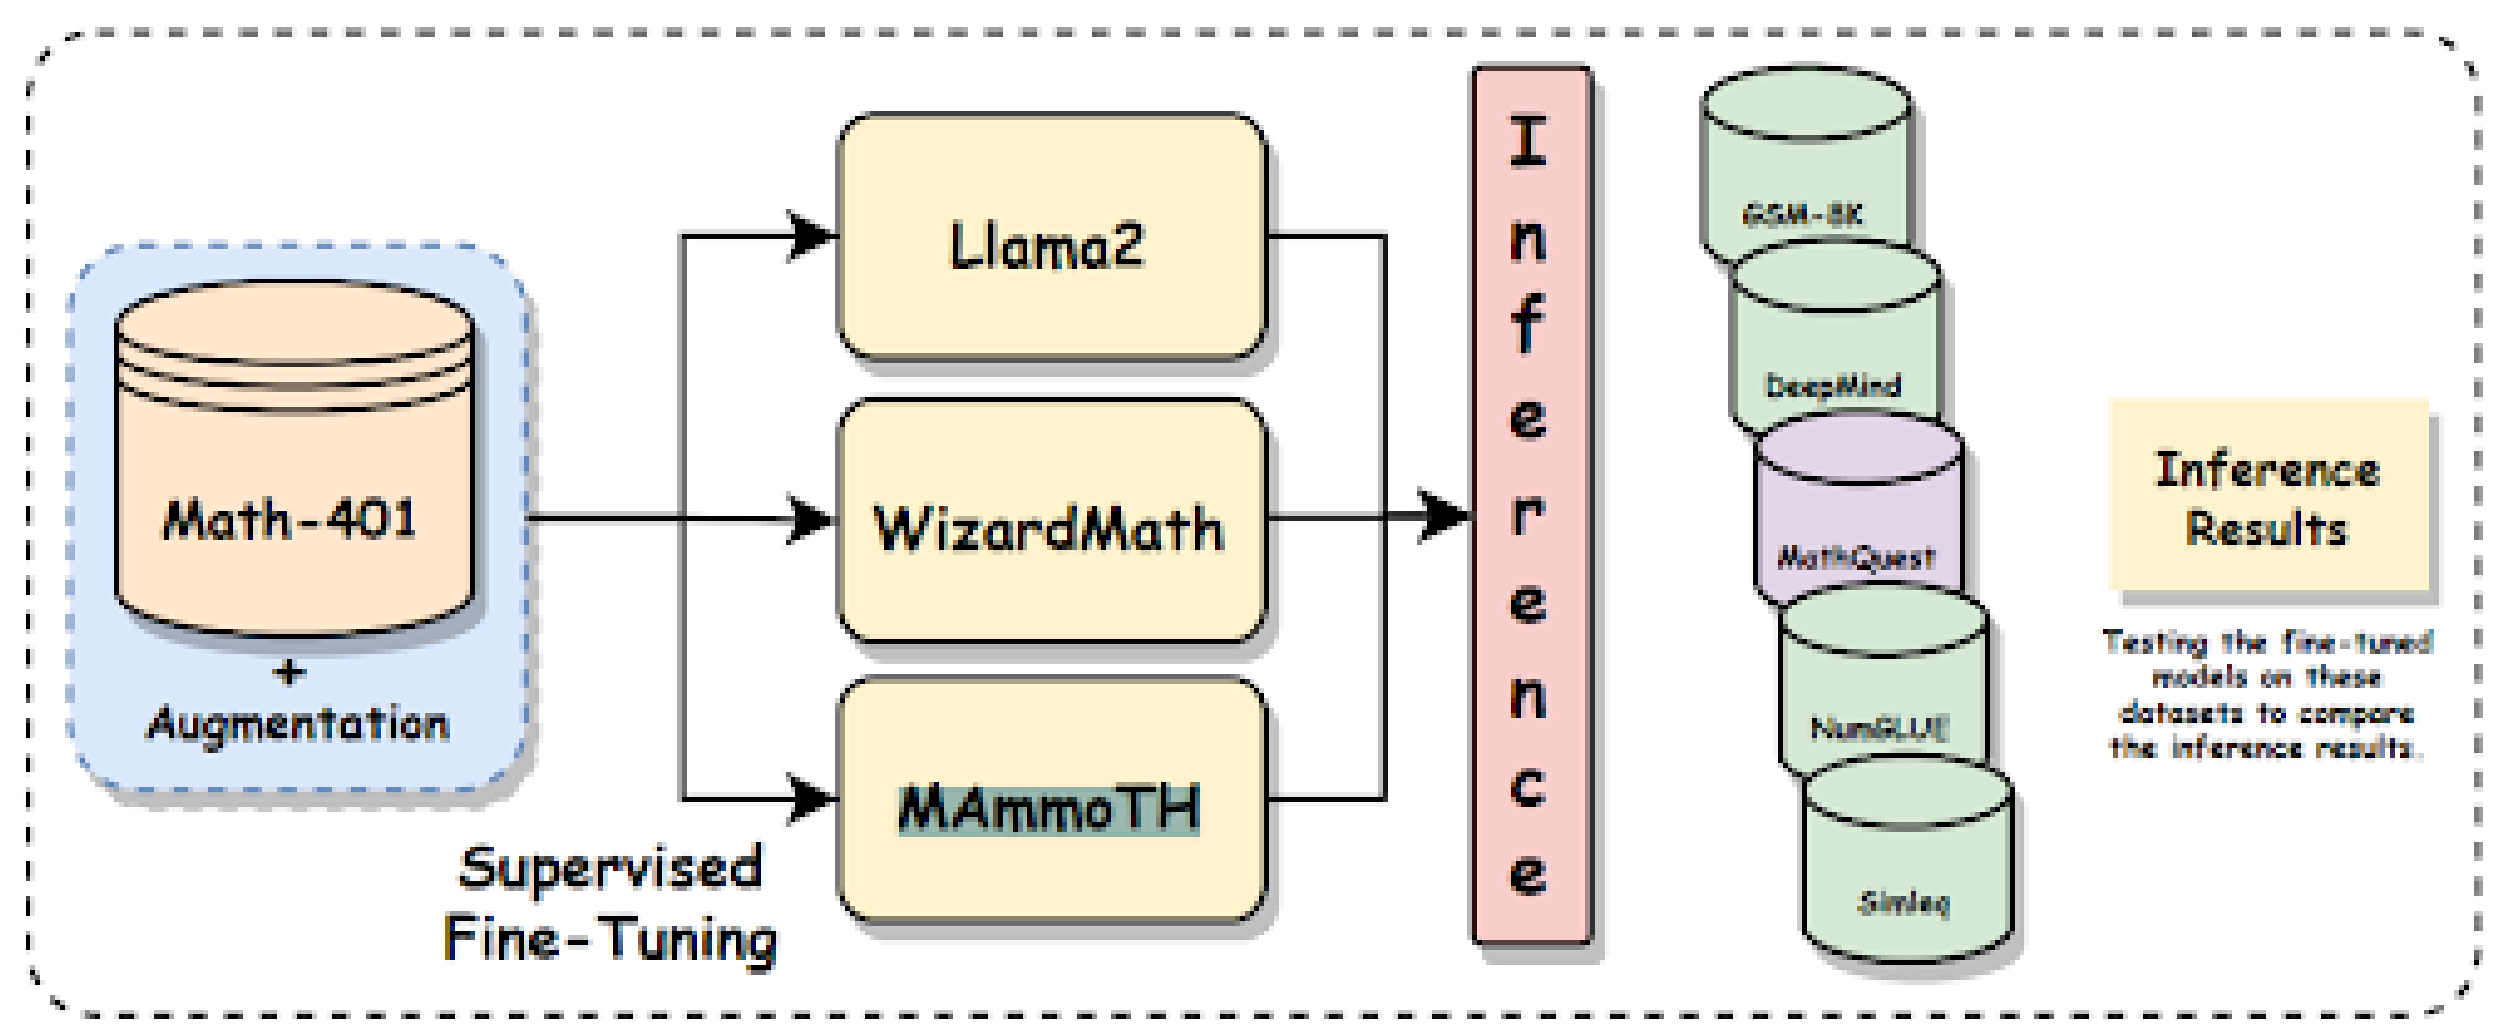 Math-401
+
Augmentation
Supervised
Fine-Tuning
Llama2
WizardMath
MAmmoTH
Inference
GSM-8K
DeepMind
MathQuest
NumGLUE
Simleq
Inference
Results
Testing the fine-tuned
models on these
datasets to compare
the inference results.